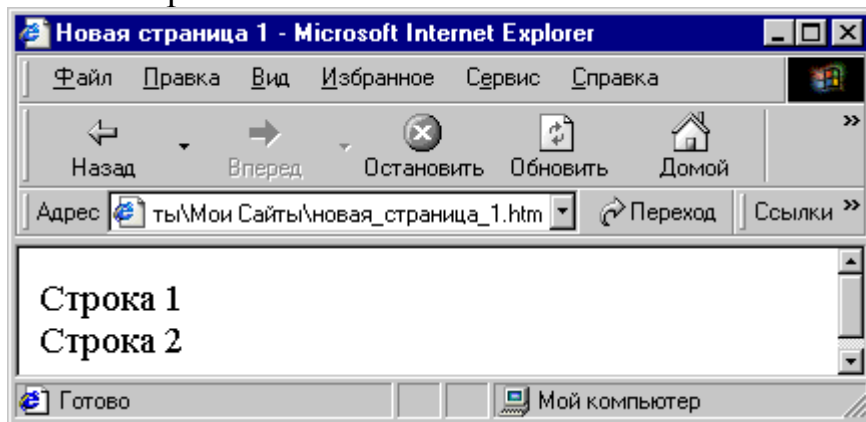 Новая страница 1 - Microsoft Internet Explorer
Файл Правка Вид Избранное Сервис Справка
Назад Вперед Остановить Обновить Домой »
Адрес ты\Мои Сайты\новая_страница_1.htm Переход Ссылки »
Строка 1
Строка 2
Готово Мой компьютер